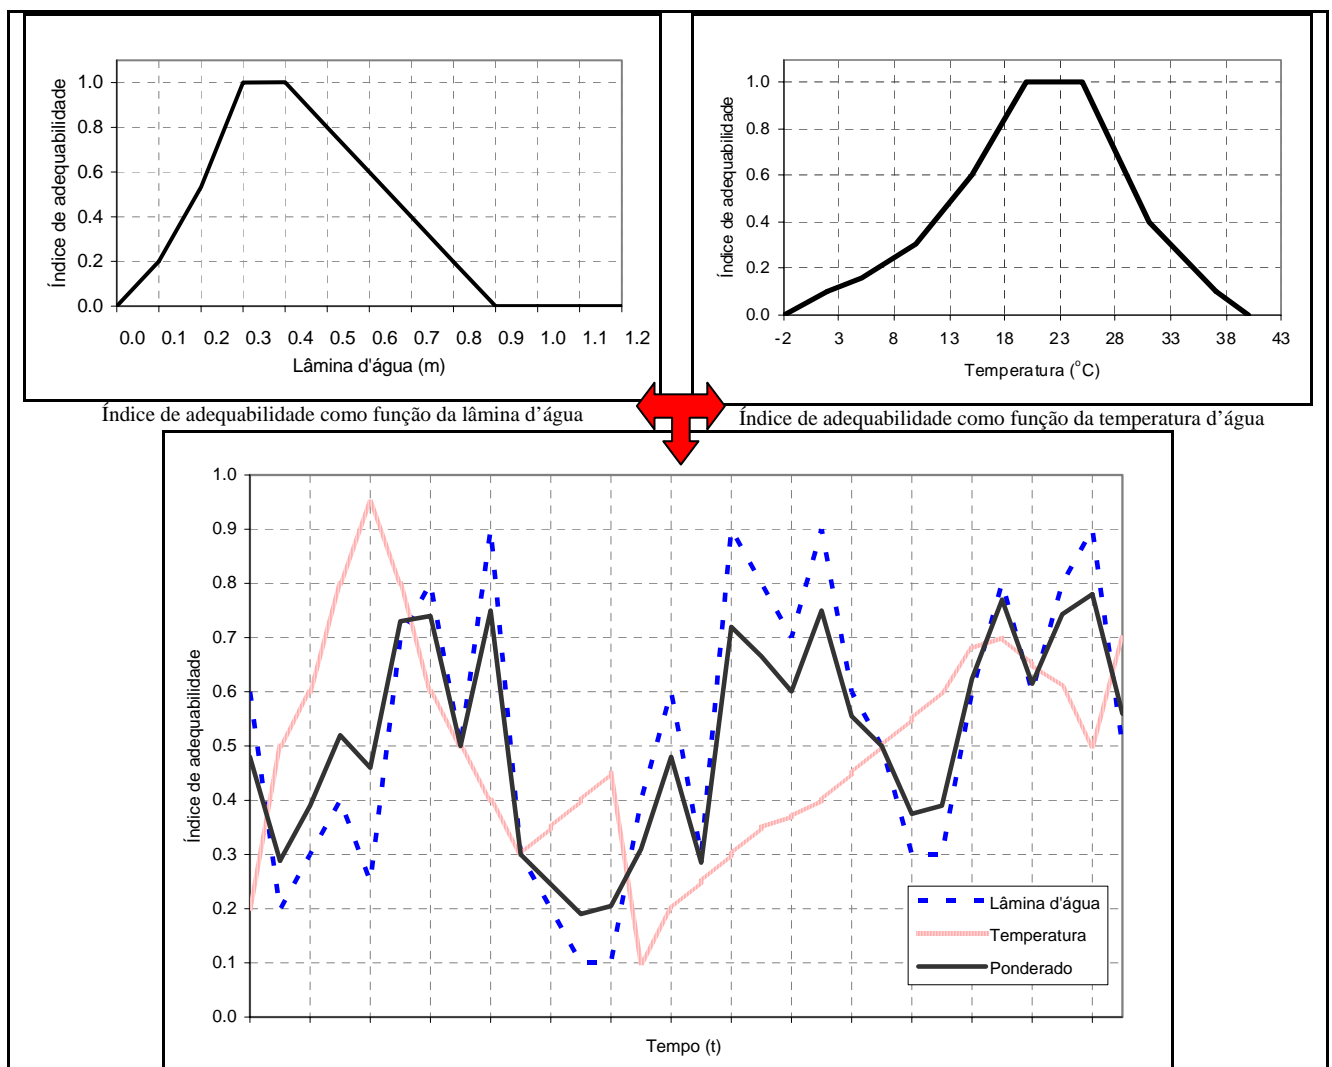 Índice de adequabilidade
1.0
0.8
0.6
0.4
0.2
0.0
0.0 0.1 0.2 0.3 0.4 0.5 0.6 0.7 0.8 0.9 1.0 1.1 1.2
Lâmina d'água (m)
Índice de adequabilidade como função da lâmina d’água
Índice de adequabilidade
1.0
0.8
0.6
0.4
0.2
0.0
-2 3 8 13 18 23 28 33 38 43
Temperatura (°C)
Índice de adequabilidade como função da temperatura d’água
Índice de adequabilidade
1.0
0.9
0.8
0.7
0.6
0.5
0.4
0.3
0.2
0.1
0.0
Lâmina d'água
Temperatura
Ponderado
Tempo (t)